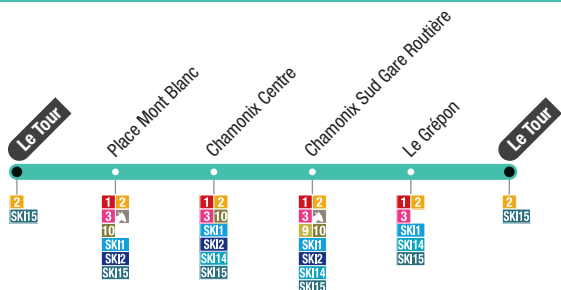 Le Tour
Place Mont Blanc
Chamonix Centre
Chamonix Sud Gare Routière
Le Grépon
Le Tour
2
SKI15
1 2
3
10
SKI1
SKI2
SKI15
1 2
3 10
SKI1
SKI2
SKI14
SKI15
1 2
3
9 10
SKI1
SKI2
SKI14
SKI15
1 2
3
SKI1
SKI14
SKI15
2
SKI15